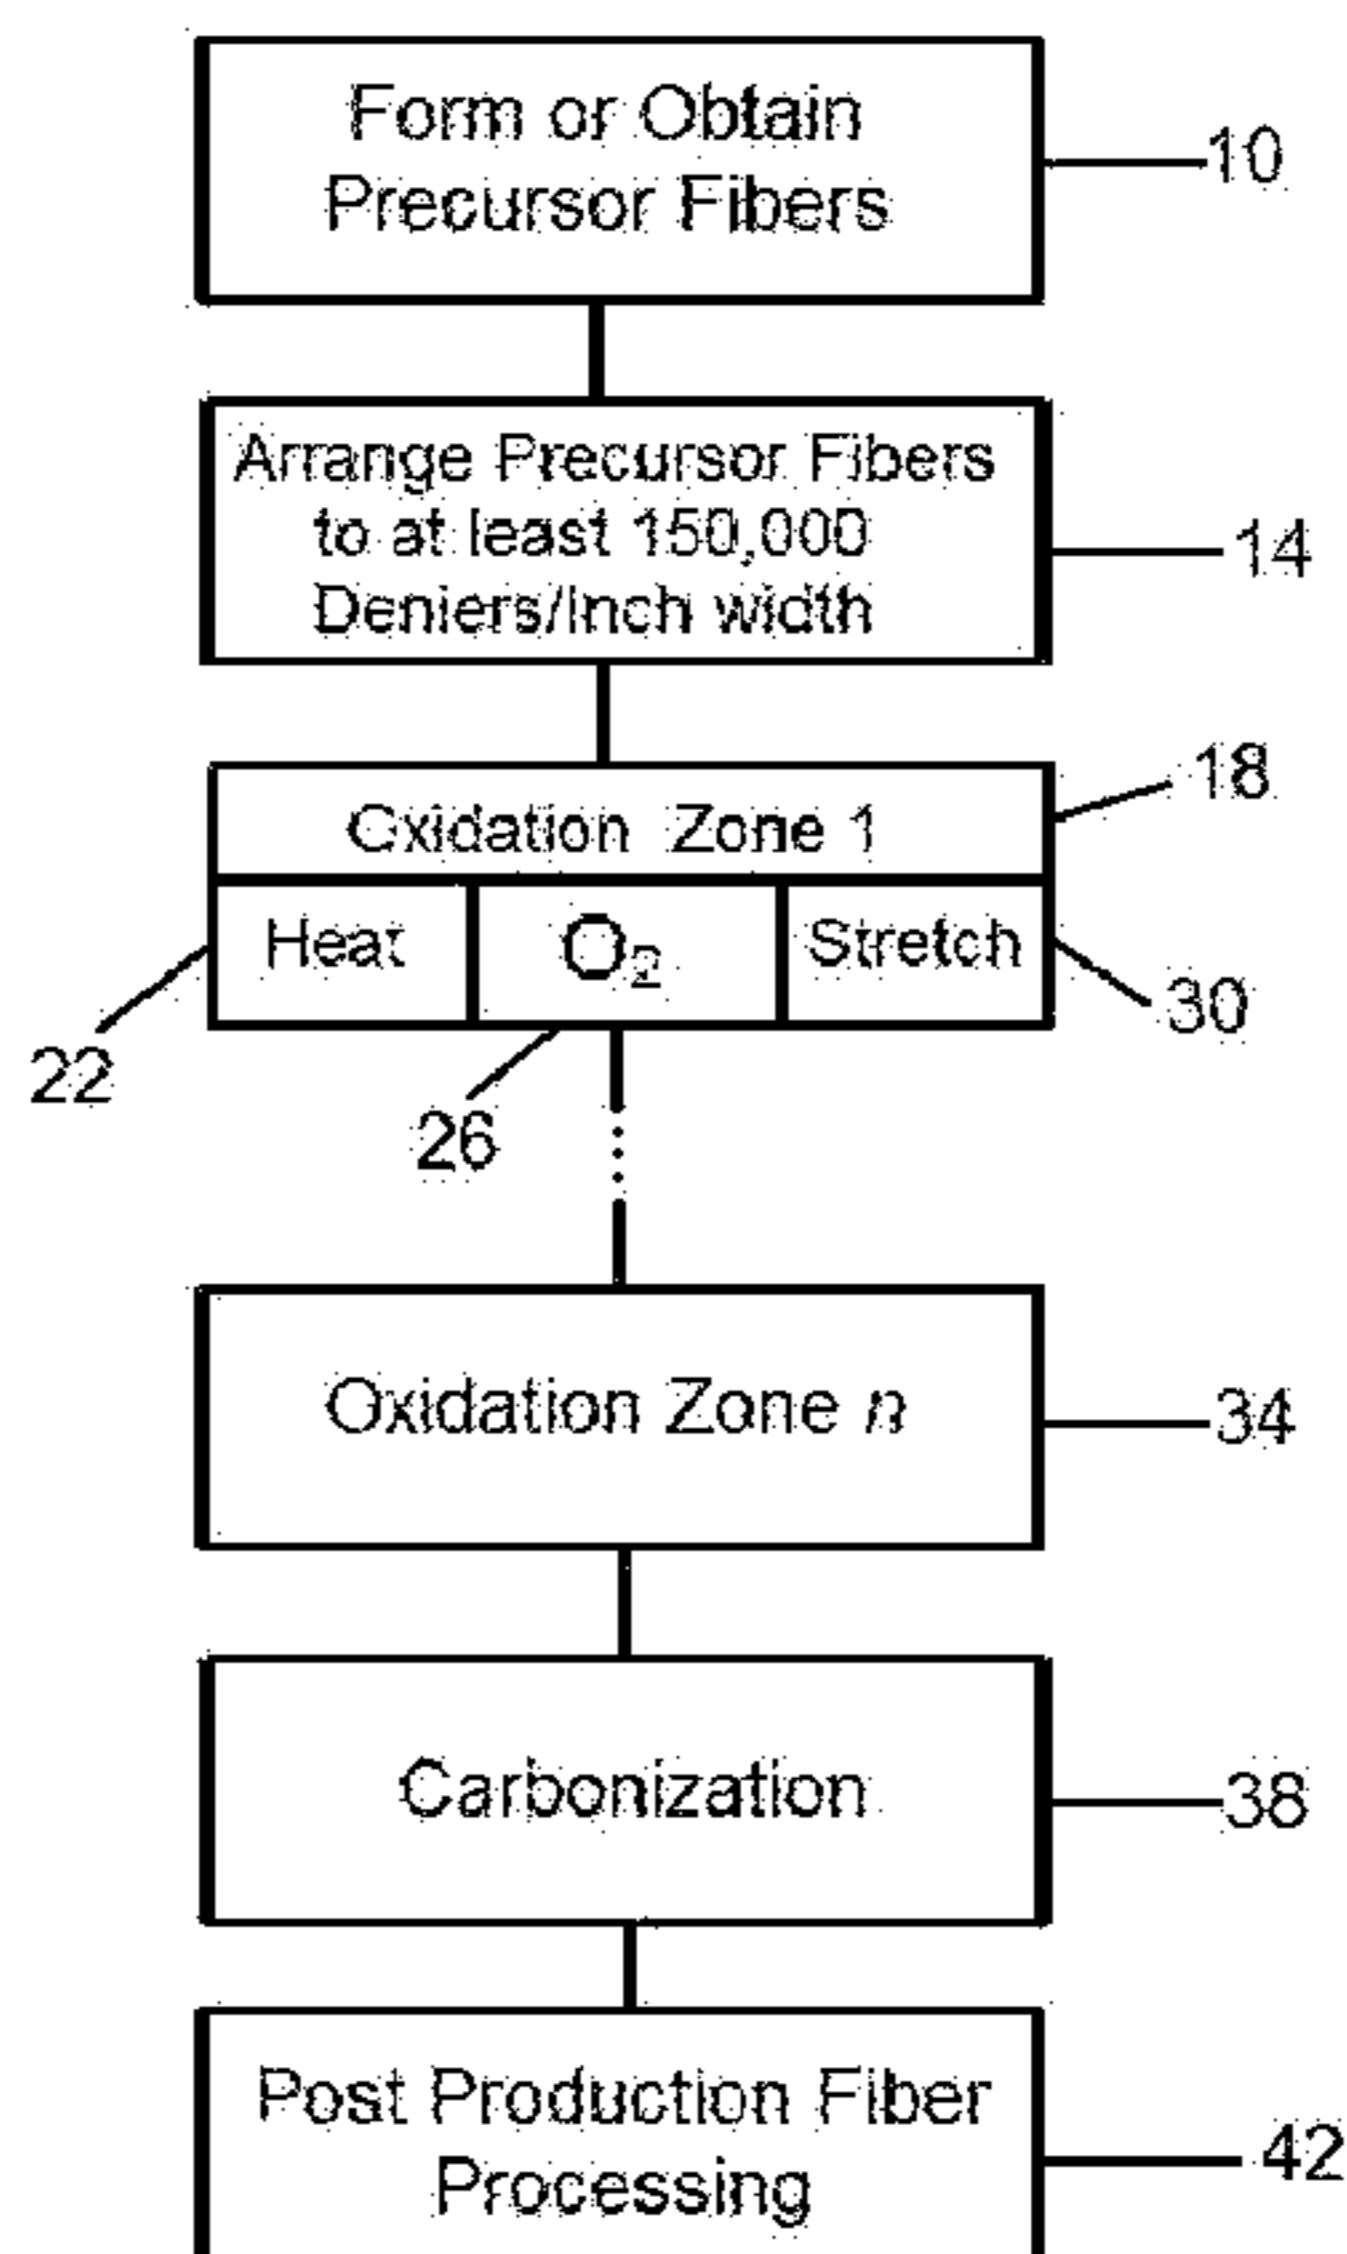 Form or Obtain
Precursor Fibers
10
Arrange Precursor Fibers
to at least 150,000
Deniers/Inch width
14
18
Oxidation Zone 1
Heat
O₂
Stretch
22
26
30
Oxidation Zone n
34
Carbonization
38
Post Production Fiber
Processing
42